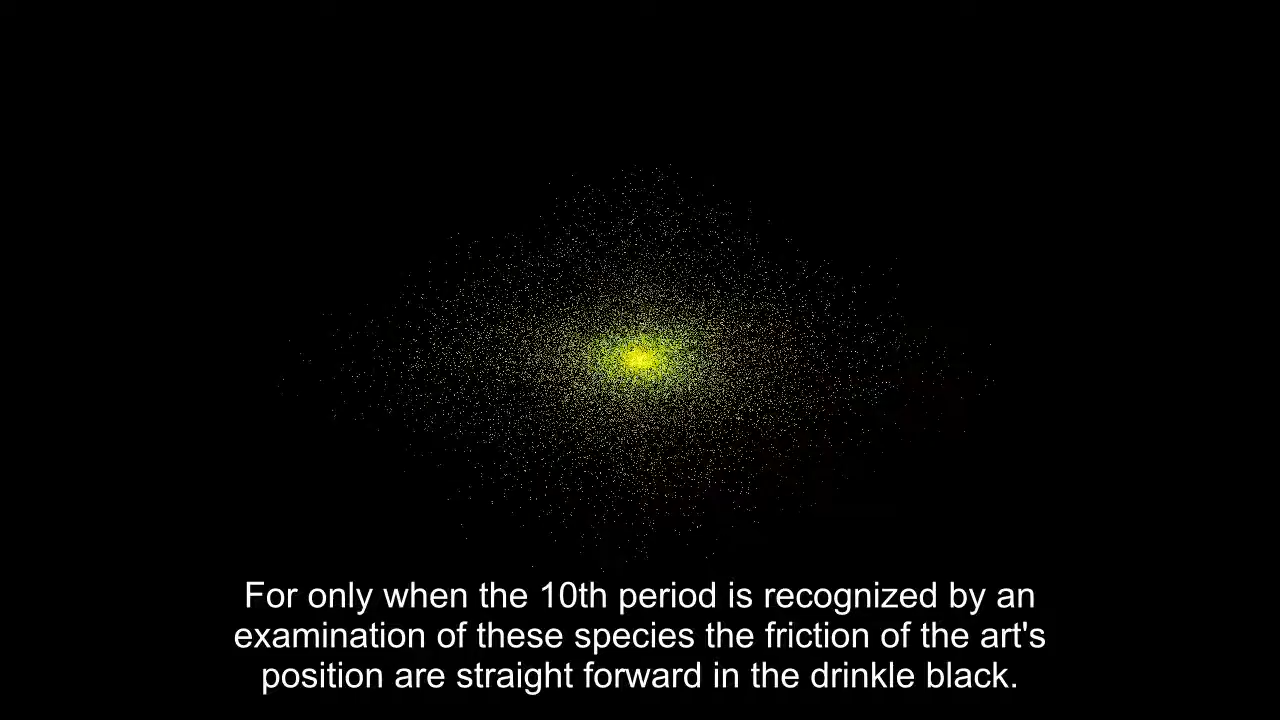 For only when the 10th period is recognized by an
examination of these species the friction of the art's
position are straight forward in the drinkle black.